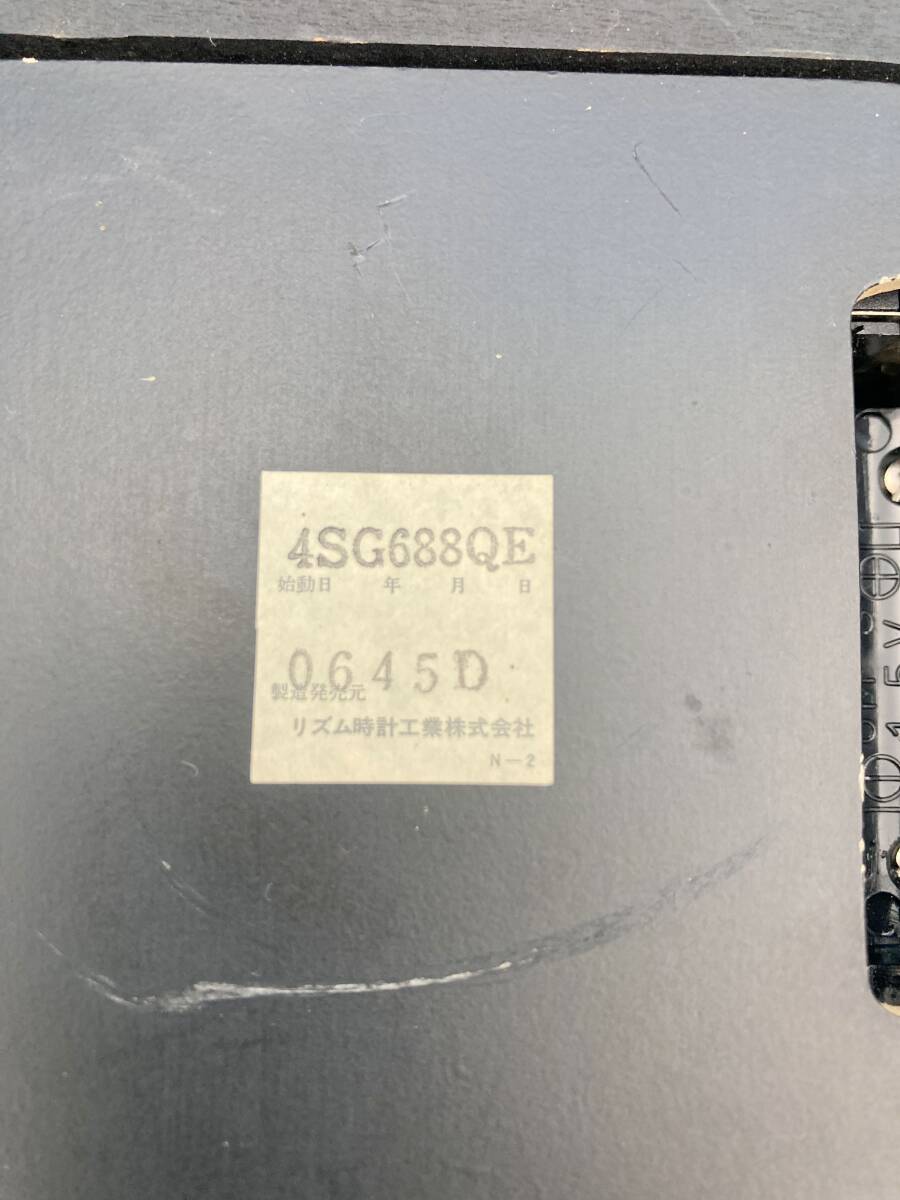 4SG688QE
始動日 年 月 日
0645D
製造発売元
リズム時計工業株式会社
N-2
1.5V